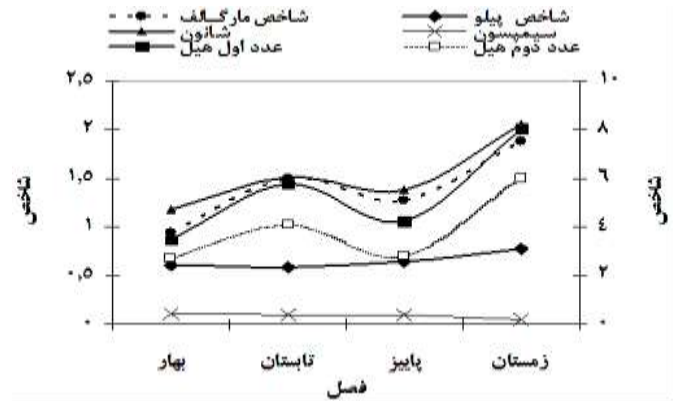 شاخص مارگالف
شاخص پیلو
شانون
سیمپسون
عدد اول هیل
عدد دوم هیل
۲,۵
۱۰
۲
۸
۱,۵
۶
شاخص
شاخص
۱
۴
۰,۵
۲
۰
۰
بهار تابستان پاییز زمستان
فصل